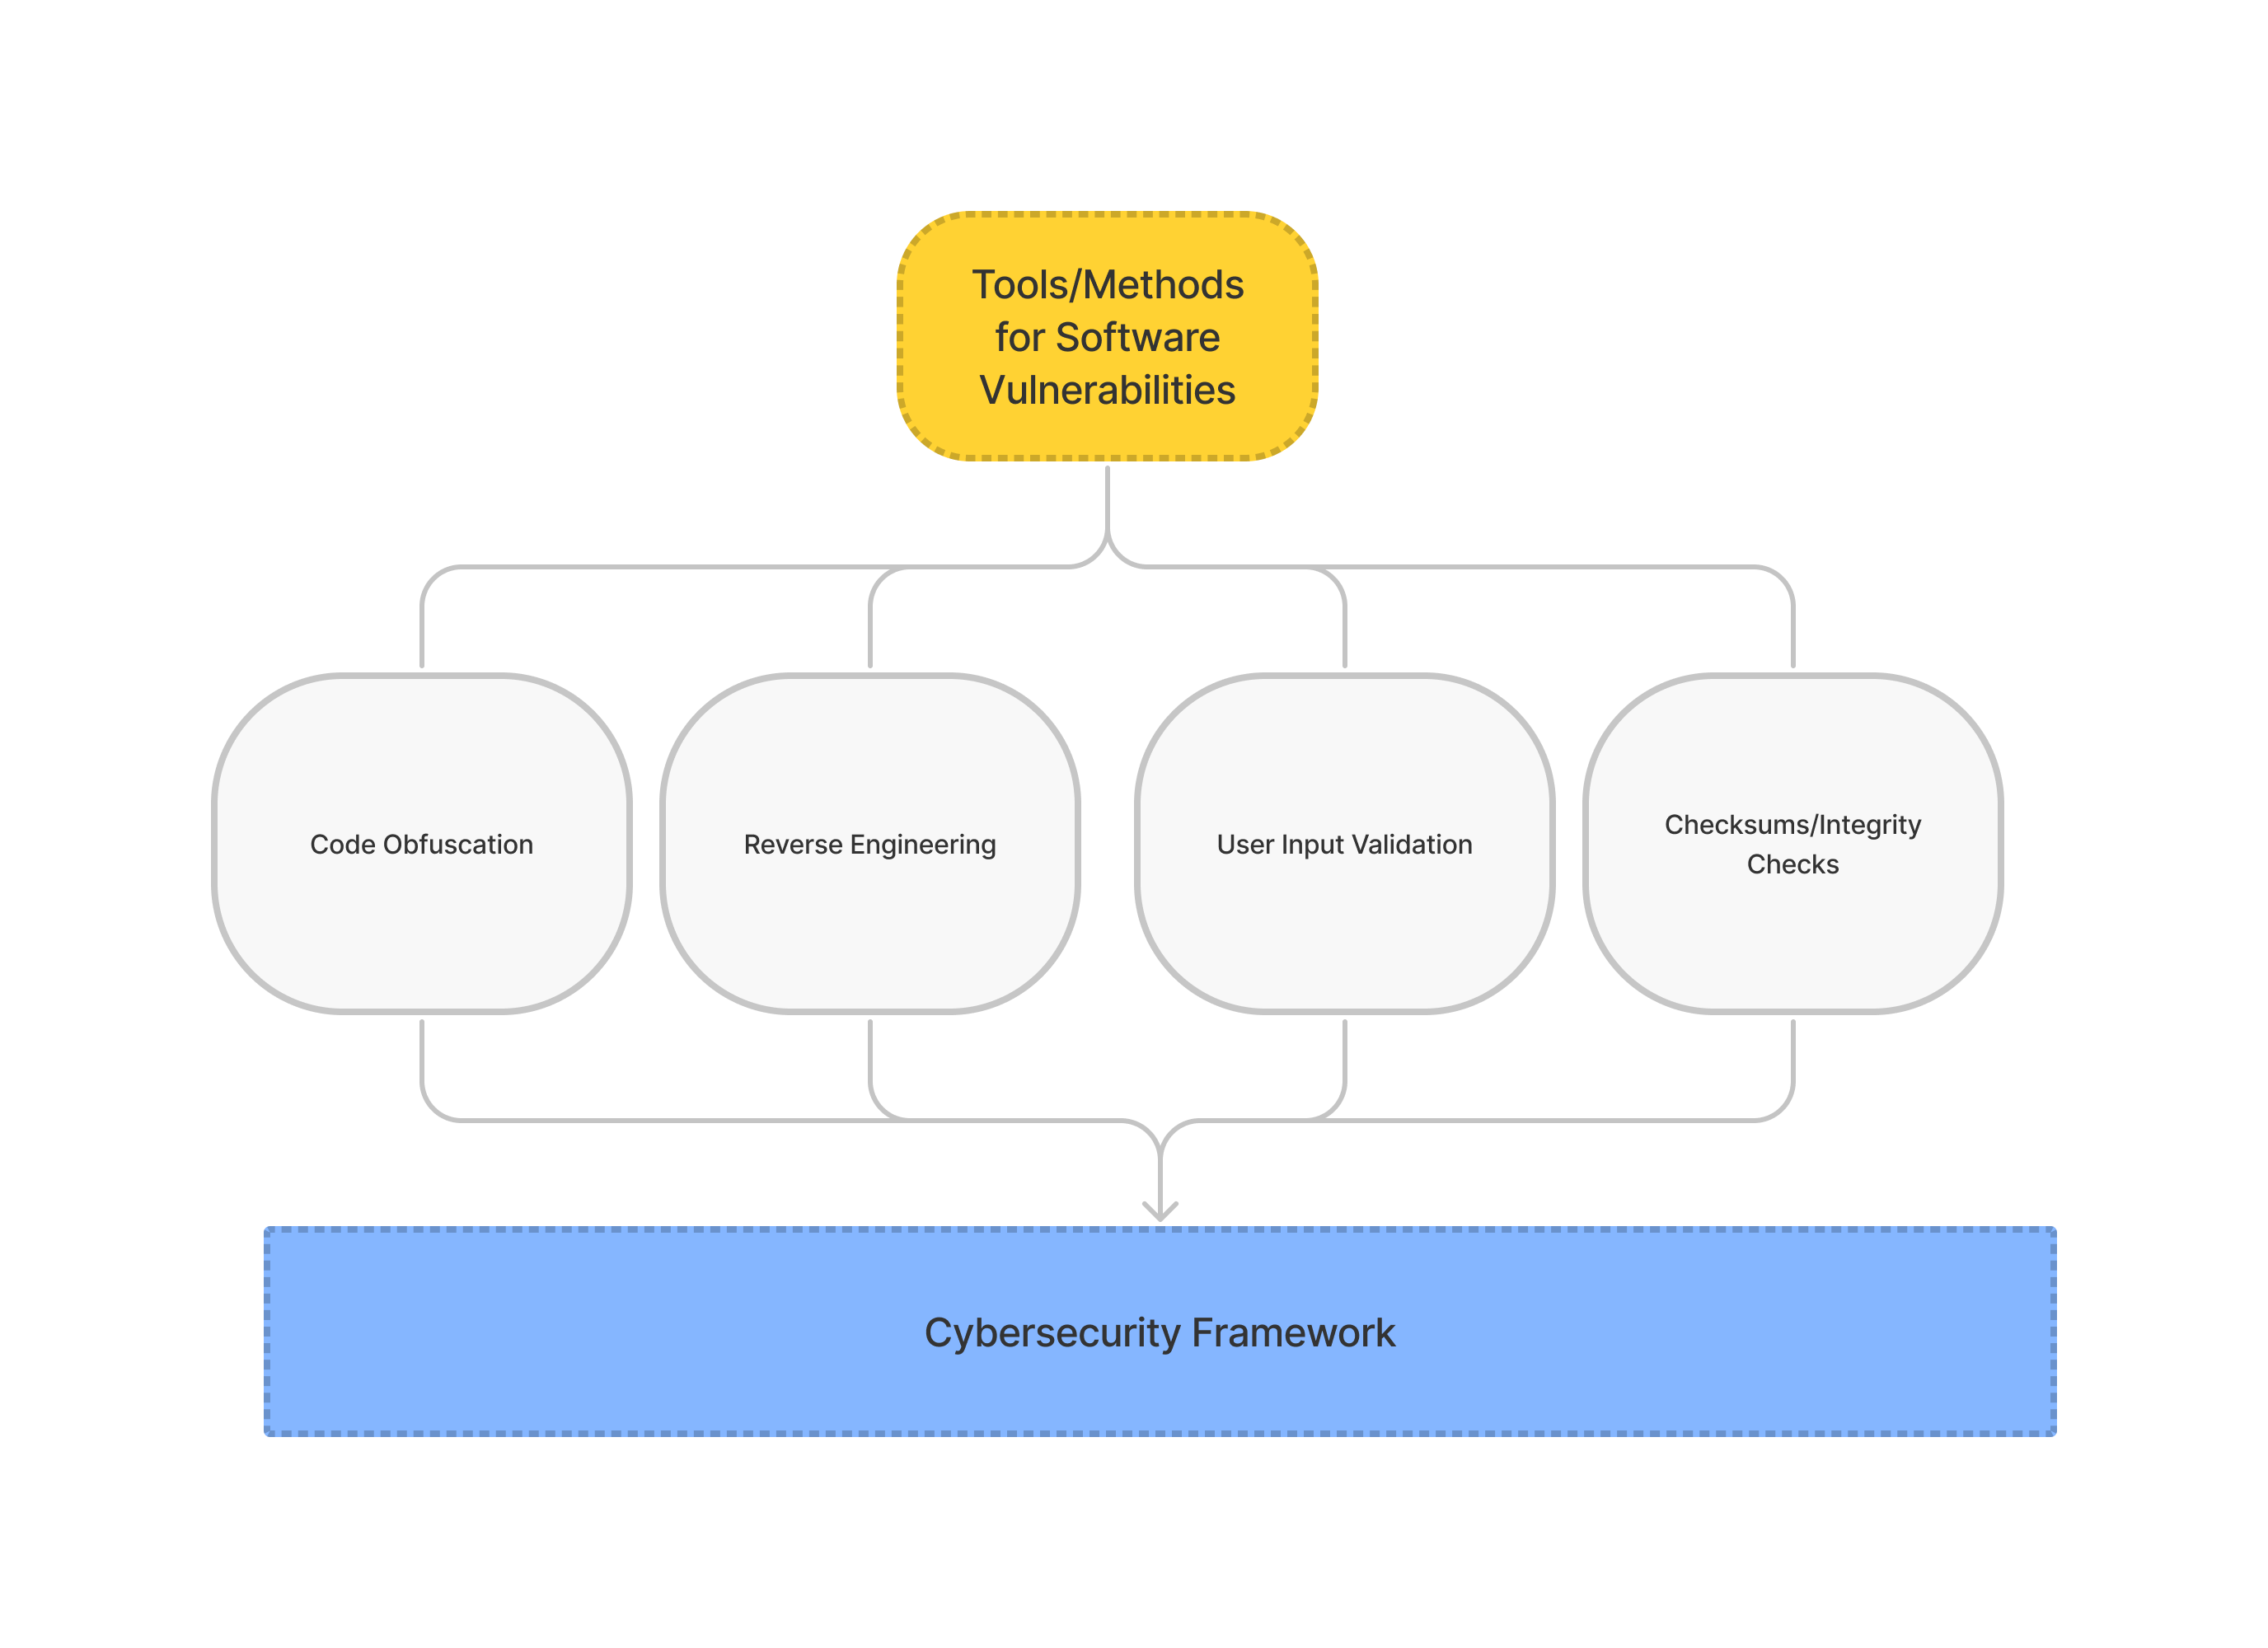 Tools/Methods
for Software
Vulnerabilities
Code Obfuscation
Reverse Engineering
User Input Validation
Checksums/Integrity
Checks
Cybersecurity Framework